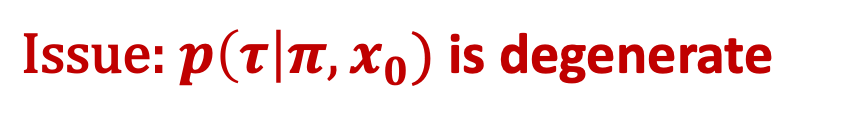 Issue: p(τ|π, x₀) is degenerate